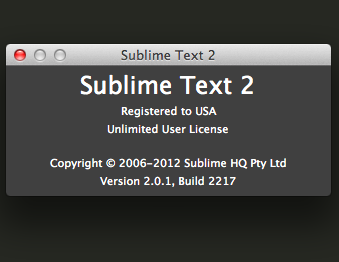 Sublime Text 2
Sublime Text 2
Registered to USA
Unlimited User License
Copyright © 2006-2012 Sublime HQ Pty Ltd
Version 2.0.1, Build 2217